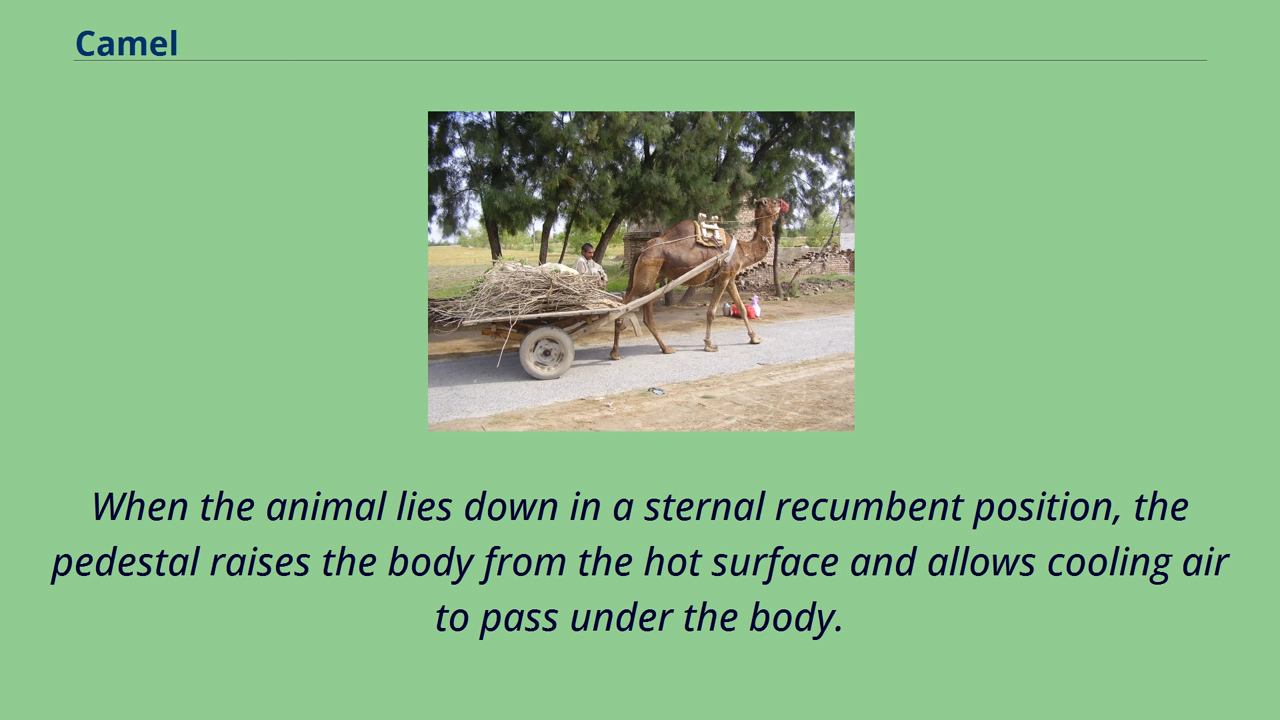 Camel
When the animal lies down in a sternal recumbent position, the
pedestal raises the body from the hot surface and allows cooling air
to pass under the body.